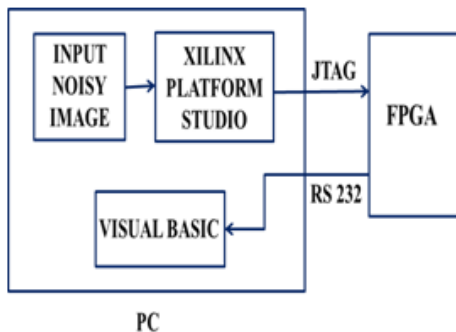 INPUT
NOISY
IMAGE
XILINX
PLATFORM
STUDIO
JTAG
FPGA
RS 232
VISUAL BASIC
PC